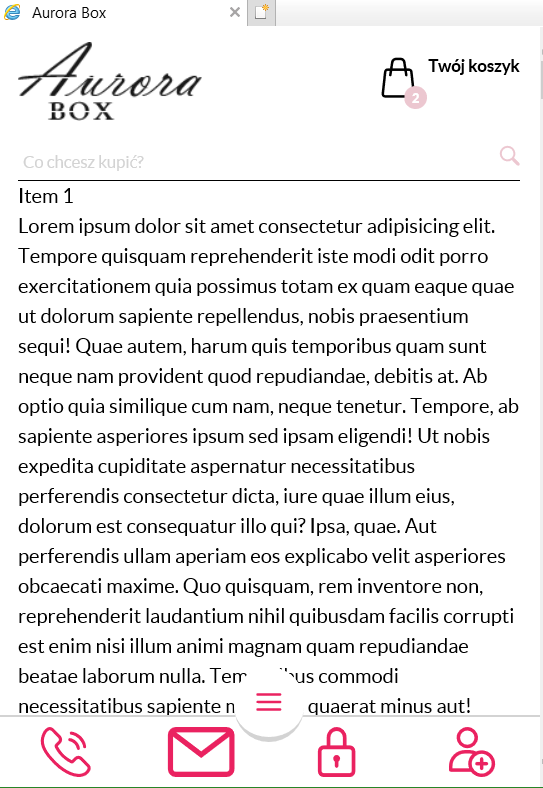 Aurora Box
Aurora
BOX
Twój koszyk
2
Co chcesz kupić?
Item 1
Lorem ipsum dolor sit amet consectetur adipisicing elit.
Tempore quisquam reprehenderit iste modi odit porro
exercitationem quia possimus totam ex quam eaque quae
ut dolorum sapiente repellendus, nobis praesentium
sequi! Quae autem, harum quis temporibus quam sunt
neque nam provident quod repudiandae, debitis at. Ab
optio quia similique cum nam, neque tenetur. Tempore, ab
sapiente asperiores ipsum sed ipsam eligendi! Ut nobis
expedita cupiditate aspernatur necessitatibus
perferendis consectetur dicta, iure quae illum eius,
dolorum est consequatur illo qui? Ipsa, quae. Aut
perferendis ullam aperiam eos explicabo velit asperiores
obcaecati maxime. Quo quisquam, rem inventore non,
reprehenderit laudantium nihil quibusdam facilis corrupti
est enim nisi illum animi magnam quam repudiandae
beatae laborum nulla. commodi
necessitatibus sapiente quaerat minus aut!